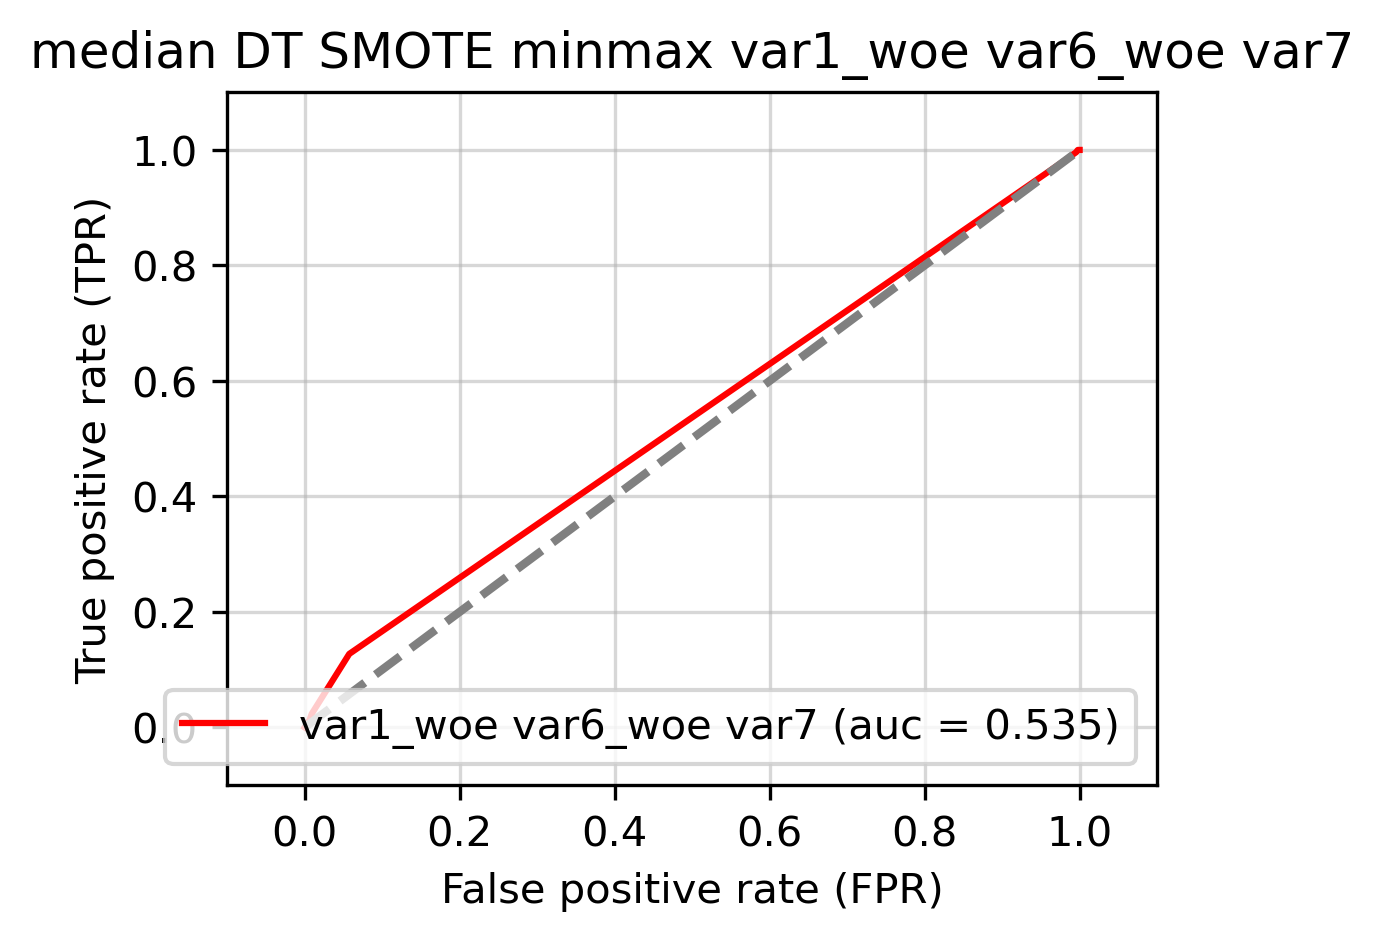 median DT SMOTE minmax var1_woe var6_woe var7
1.0
0.8
0.6
0.4
0.2
0.0
True positive rate (TPR)
var1_woe var6_woe var7 (auc = 0.535)
0.0 0.2 0.4 0.6 0.8 1.0
False positive rate (FPR)